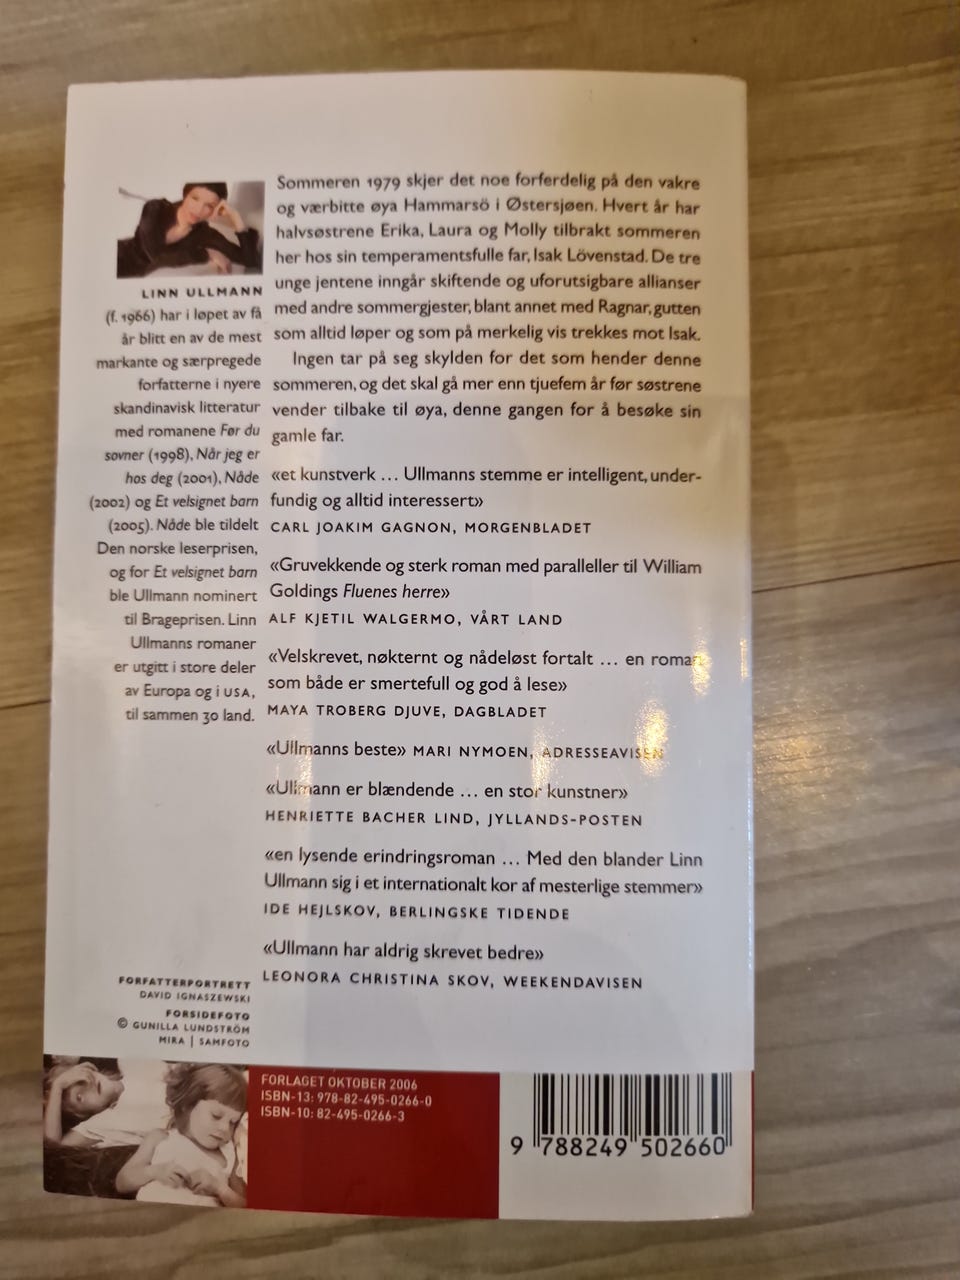 LINN ULLMANN
(f. 1966) har i løpet av få
år blitt en av de mest
markante og særpregede
forfatterne i nyere
skandinavisk litteratur
med romanene Før du
sovner (1998), Når jeg er
hos deg (2001), Nåde
(2002) og Et velsignet barn
(2005). Nåde ble tildelt
Den norske leserprisen,
og for Et velsignet barn
ble Ullmann nominert
til Brageprisen. Linn
Ullmanns romaner
er utgitt i store deler
av Europa og i USA,
til sammen 30 land.
Sommeren 1979 skjer det noe forferdelig på den vakre
og værbitte øya Hammarsö i Østersjøen. Hvert år har
halvsøstrene Erika, Laura og Molly tilbrakt sommeren
her hos sin temperamentsfulle far, Isak Lövenstad. De tre
unge jentene inngår skiftende og uforutsigbare allianser
med andre sommergjester, blant annet med Ragnar, gutten
som alltid løper og som på merkelig vis trekkes mot Isak.
Ingen tar på seg skylden for det som hender denne
sommeren, og det skal gå mer enn tjuefem år før søstrene
vender tilbake til øya, denne gangen for å besøke sin
gamle far.
«et kunstverk … Ullmanns stemme er intelligent, under-
fundig og alltid interessert»
CARL JOAKIM GAGNON, MORGENBLADET
«Gruvekkende og sterk roman med paralleller til William
Goldings Fluenes herre»
ALF KJETIL WALGERMO, VÅRT LAND
«Velskrevet, nøkternt og nådeløst fortalt … en roman
som både er smertefull og god å lese»
MAYA TROBERG DJUVE, DAGBLADET
«Ullmanns beste» MARI NYMOEN, ADRESSEAVISEN
«Ullmann er blændende … en stor kunstner»
HENRIETTE BACHER LIND, JYLLANDS-POSTEN
«en lysende erindringsroman … Med den blander Linn
Ullmann sig i et internationalt kor af mesterlige stemmer»
IDE HEJLSKOV, BERLINGSKE TIDENDE
«Ullmann har aldrig skrevet bedre»
LEONORA CHRISTINA SKOV, WEEKENDAVISEN
FORFATTERPORTRETT
DAVID IGNASZEWSKI
FORSIDEFOTO
© GUNILLA LUNDSTRÖM
MIRA | SAMFOTO
FORLAGET OKTOBER 2006
ISBN-13: 978-82-495-0266-0
ISBN-10: 82-495-0266-3
9 788249 502660